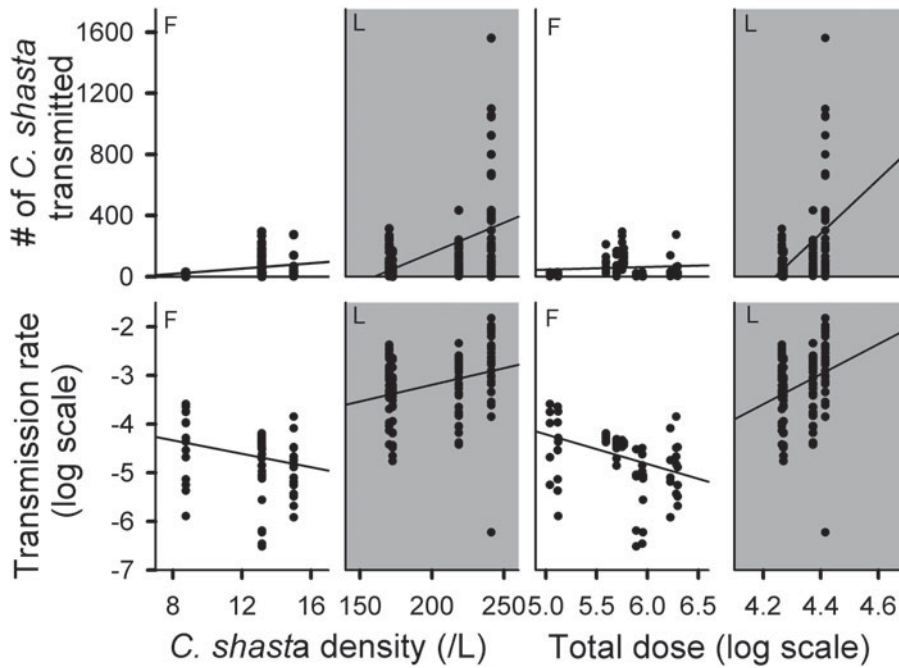 # of C. shasta
transmitted
1600
1200
800
400
0
F
L
F
L
Transmission rate
(log scale)
-2
-3
-4
-5
-6
-7
F
L
F
L
8 12 16
150 200 250
5.0 5.5 6.0 6.5
4.2 4.4 4.6
C. shasta density (/L)
Total dose (log scale)